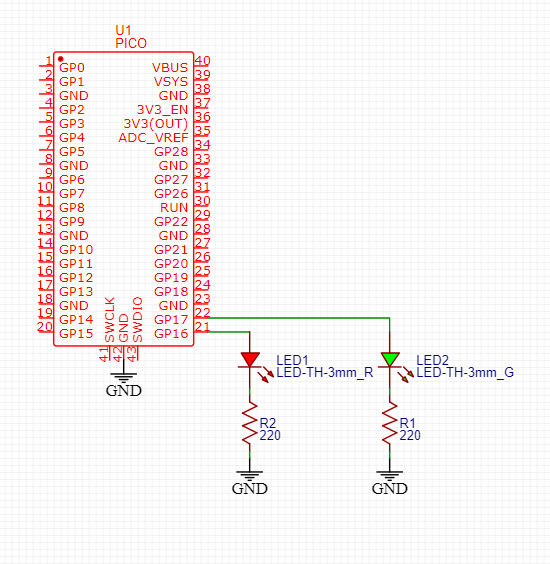 U1
PICO
1 GP0 VBUS 40
2 GP1 VSYS 39
3 GND GND 38
4 GP2 3V3_EN 37
5 GP3 3V3(OUT) 36
6 GP4 ADC_VREF 35
7 GP5 GP28 34
8 GND GND 33
9 GP6 GP27 32
10 GP7 GP26 31
11 GP8 RUN 30
12 GP9 GP22 29
13 GND GND 28
14 GP10 GP21 27
15 GP11 GP20 26
16 GP12 GP19 25
17 GP13 GP18 24
18 GND GND 23
19 GP14 GP17 22
20 GP15 GP16 21
SWCLK GND SWDIO
41 42 43
GND
LED1
LED-TH-3mm_R
LED2
LED-TH-3mm_G
R2
220
R1
220
GND
GND